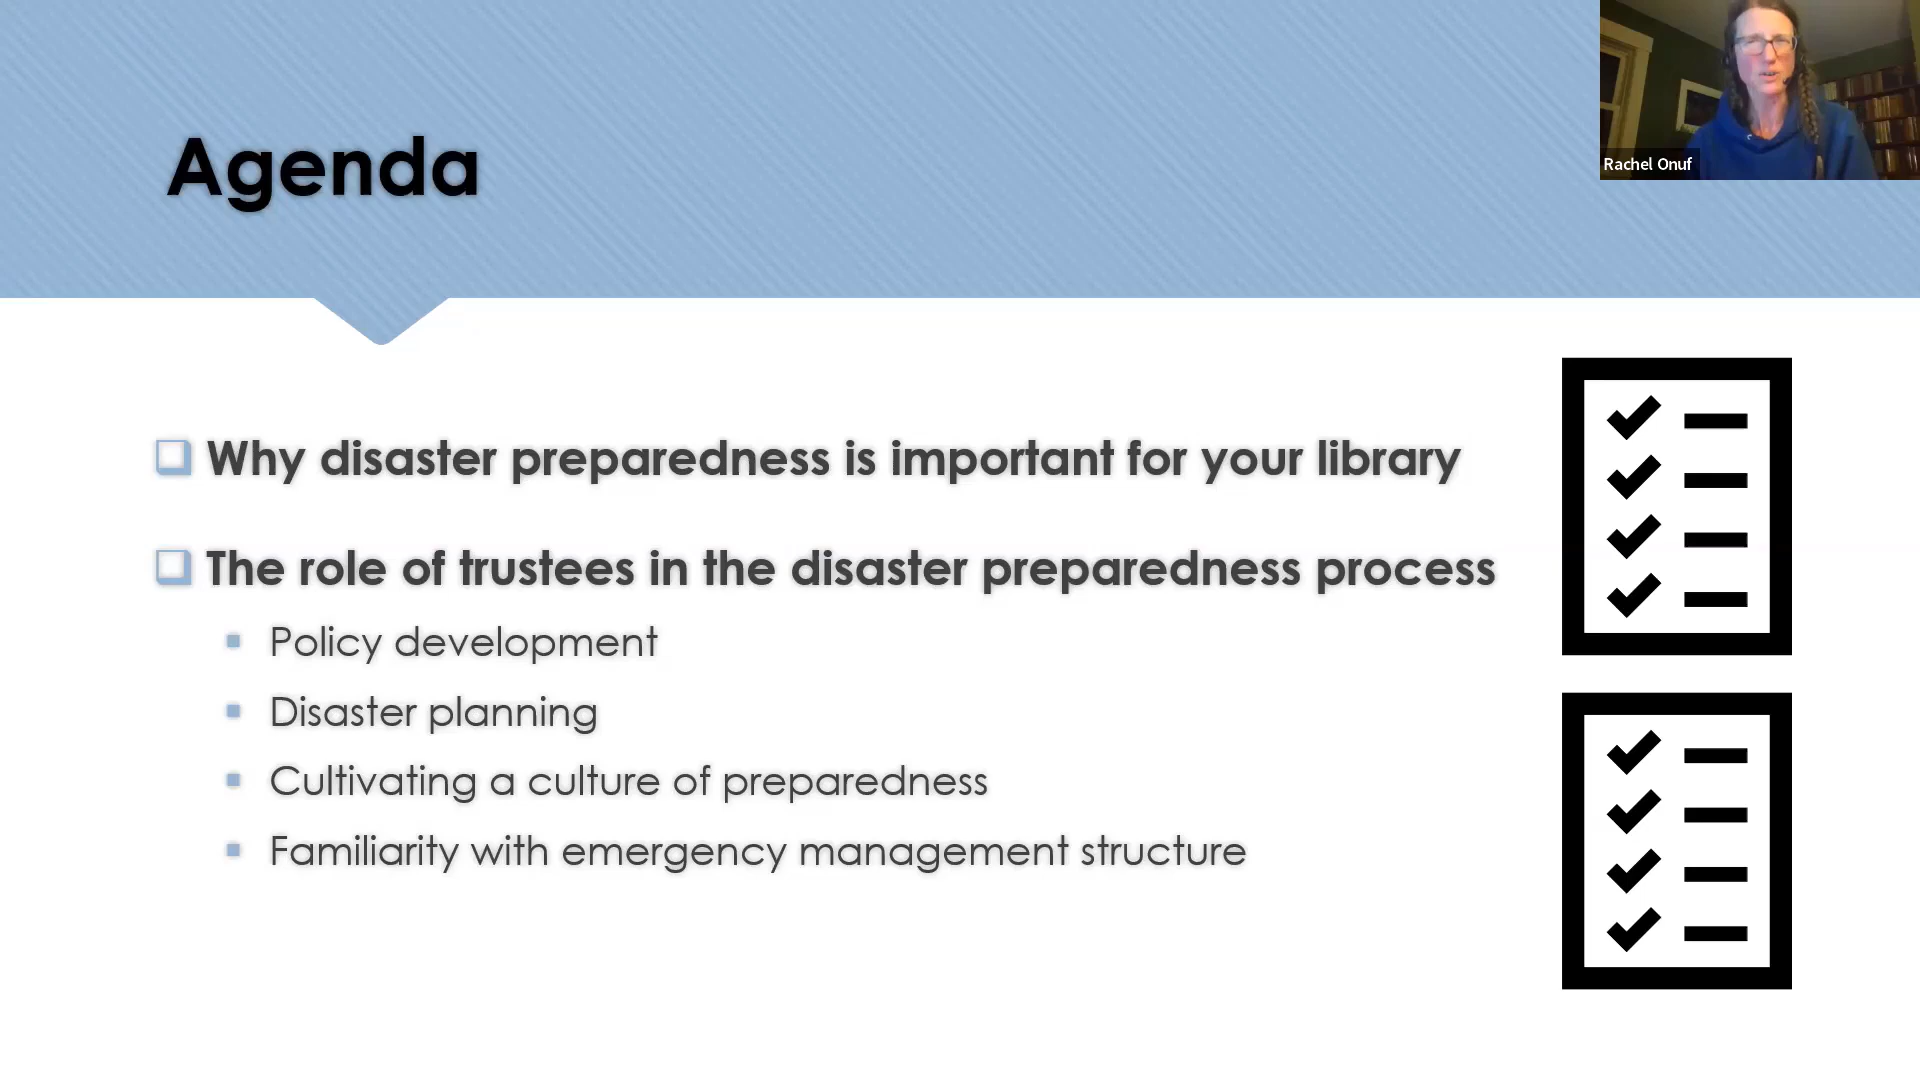 Agenda
Rachel Onuf
Why disaster preparedness is important for your library
The role of trustees in the disaster preparedness process
Policy development
Disaster planning
Cultivating a culture of preparedness
Familiarity with emergency management structure